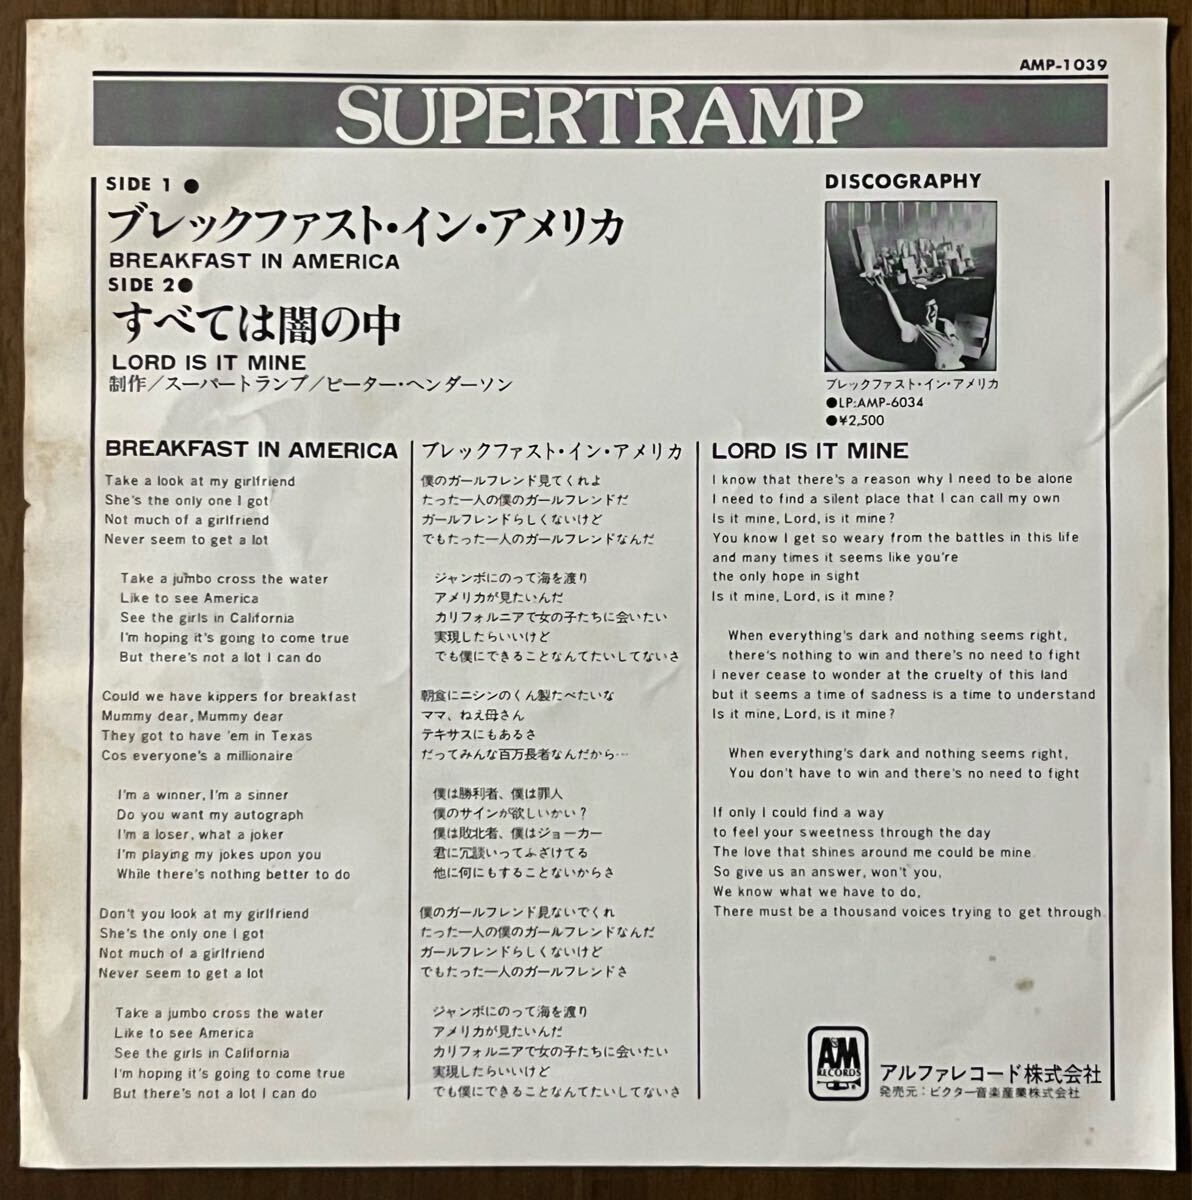 AMP-1039
SUPERTRAMP
SIDE 1 ●
ブレックファスト・イン・アメリカ
BREAKFAST IN AMERICA
SIDE 2●
すべては闇の中
LORD IS IT MINE
制作/スーパートランプ/ピーター・ヘンダーソン
DISCOGRAPHY
ブレックファスト・イン・アメリカ
●LP:AMP-6034
●¥2,500
BREAKFAST IN AMERICA
Take a look at my girlfriend
She's the only one I got
Not much of a girlfriend
Never seem to get a lot
Take a jumbo cross the water
Like to see America
See the girls in California
I'm hoping it's going to come true
But there's not a lot I can do
Could we have kippers for breakfast
Mummy dear, Mummy dear
They got to have 'em in Texas
Cos everyone's a millionaire
I'm a winner, I'm a sinner
Do you want my autograph
I'm a loser, what a joker
I'm playing my jokes upon you
While there's nothing better to do
Don't you look at my girlfriend
She's the only one I got
Not much of a girlfriend
Never seem to get a lot
Take a jumbo cross the water
Like to see America
See the girls in California
I'm hoping it's going to come true
But there's not a lot I can do
ブレックファスト・イン・アメリカ
僕のガールフレンド見てくれよ
たった一人の僕のガールフレンドだ
ガールフレンドらしくないけど
でもたった一人のガールフレンドなんだ
ジャンボにのって海を渡り
アメリカが見たいんだ
カリフォルニアで女の子たちに会いたい
実現したらいいけど
でも僕にできることなんてたいしてないさ
朝食にニシンのくん製たべたいな
ママ、ねえ母さん
テキサスにもあるさ
だってみんな百万長者なんだから…
僕は勝利者、僕は罪人
僕のサインが欲しいかい?
僕は敗北者、僕はジョーカー
君に冗談いってふざけてる
他に何にもすることないからさ
僕のガールフレンド見ないでくれ
たった一人の僕のガールフレンドなんだ
ガールフレンドらしくないけど
でもたった一人のガールフレンドさ
ジャンボにのって海を渡り
アメリカが見たいんだ
カリフォルニアで女の子たちに会いたい
実現したらいいけど
でも僕にできることなんてたいしてないさ
LORD IS IT MINE
I know that there's a reason why I need to be alone
I need to find a silent place that I can call my own
Is it mine, Lord, is it mine?
You know I get so weary from the battles in this life
and many times it seems like you're
the only hope in sight
Is it mine, Lord, is it mine?
When everything's dark and nothing seems right,
there's nothing to win and there's no need to fight
I never cease to wonder at the cruelty of this land
but it seems a time of sadness is a time to understand
Is it mine, Lord, is it mine?
When everything's dark and nothing seems right,
You don't have to win and there's no need to fight
If only I could find a way
to feel your sweetness through the day
The love that shines around me could be mine.
So give us an answer, won't you,
We know what we have to do,
There must be a thousand voices trying to get through.
A&M
RECORDS
アルファレコード株式会社
発売元:ビクター音楽産業株式会社